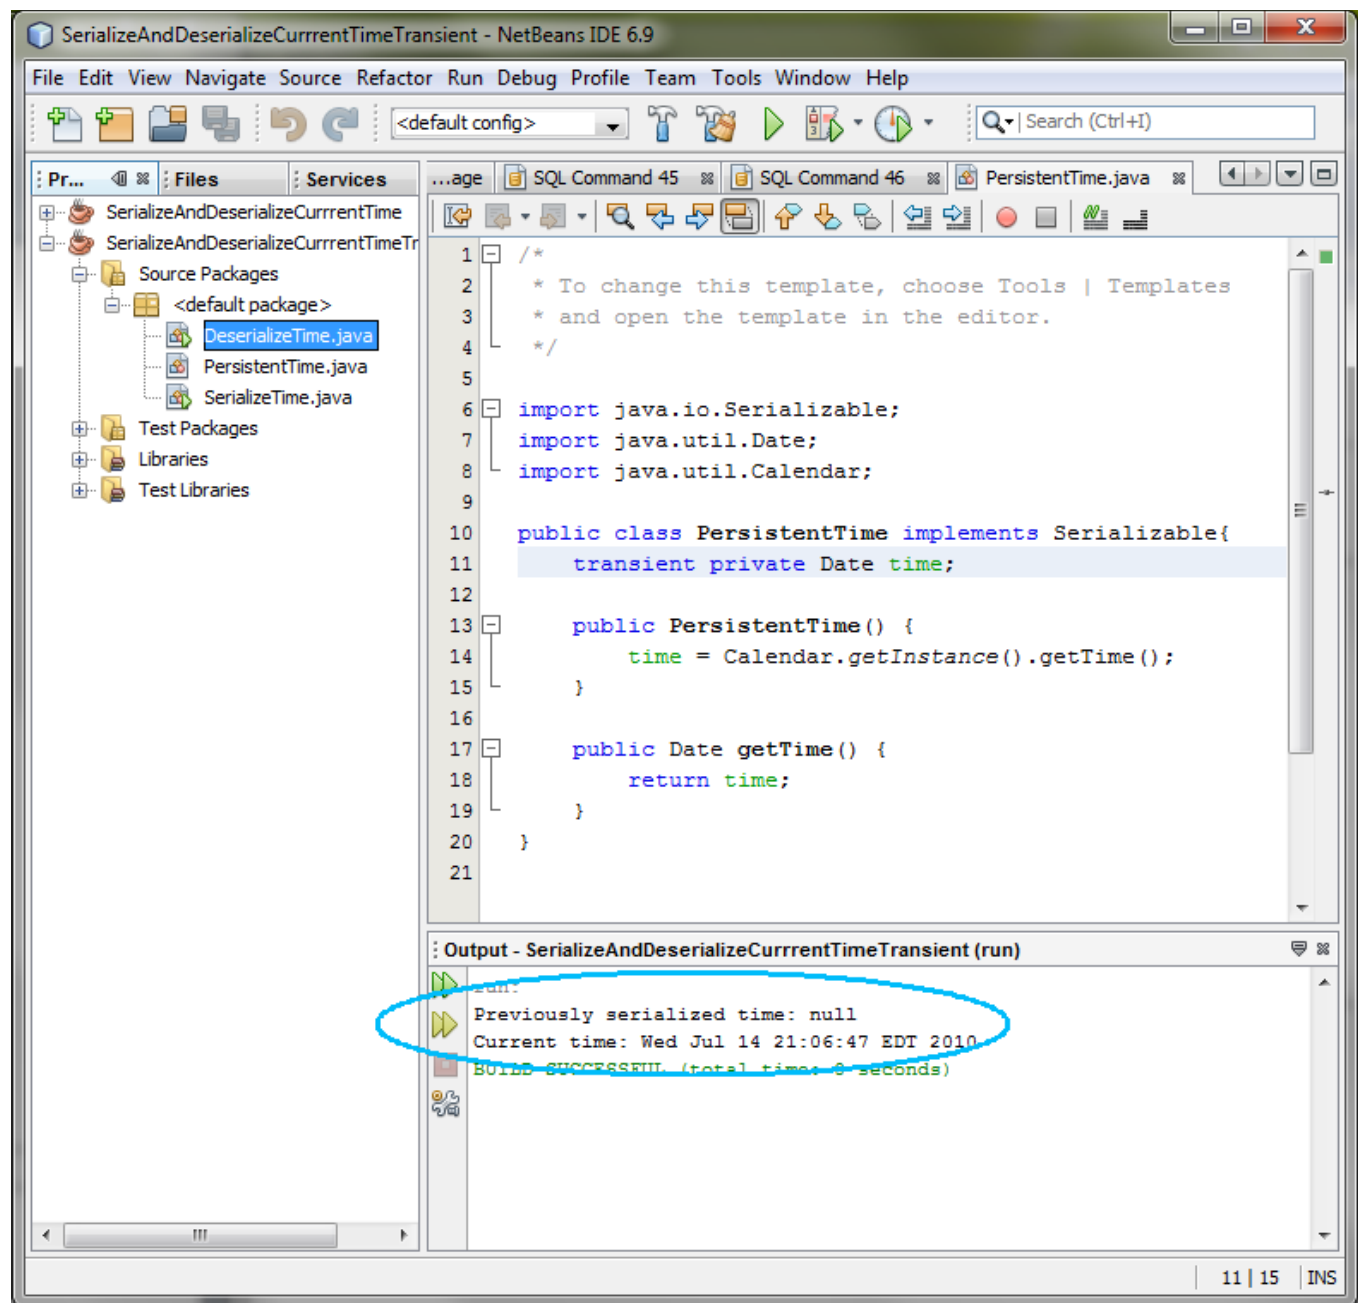 SerializeAndDeserializeCurrrentTimeTransient - NetBeans IDE 6.9
File Edit View Navigate Source Refactor Run Debug Profile Team Tools Window Help
<default config>
Search (Ctrl+I)
Pr...
Files
Services
...age
SQL Command 45
SQL Command 46
PersistentTime.java
SerializeAndDeserializeCurrrentTime
SerializeAndDeserializeCurrrentTimeTr
Source Packages
<default package>
DeserializeTime.java
PersistentTime.java
SerializeTime.java
Test Packages
Libraries
Test Libraries
1 /*
2 * To change this template, choose Tools | Templates
3 * and open the template in the editor.
4 */
5
6 import java.io.Serializable;
7 import java.util.Date;
8 import java.util.Calendar;
9
10 public class PersistentTime implements Serializable{
11 transient private Date time;
12
13 public PersistentTime() {
14 time = Calendar.getInstance().getTime();
15 }
16
17 public Date getTime() {
18 return time;
19 }
20 }
21
Output - SerializeAndDeserializeCurrrentTimeTransient (run)
run:
Previously serialized time: null
Current time: Wed Jul 14 21:06:47 EDT 2010
BUILD SUCCESSFUL (total time: 0 seconds)
11 | 15 INS